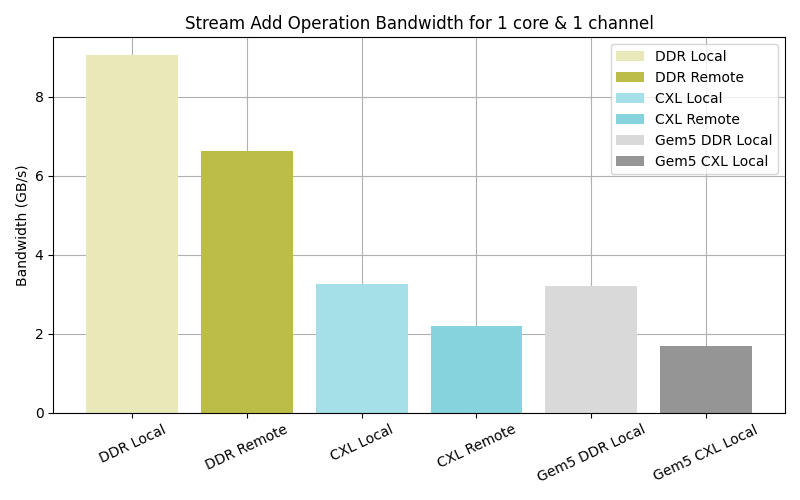 Stream Add Operation Bandwidth for 1 core & 1 channel
DDR Local
DDR Remote
CXL Local
CXL Remote
Gem5 DDR Local
Gem5 CXL Local
Bandwidth (GB/s)
8
6
4
2
0
DDR Local
DDR Remote
CXL Local
CXL Remote
Gem5 DDR Local
Gem5 CXL Local